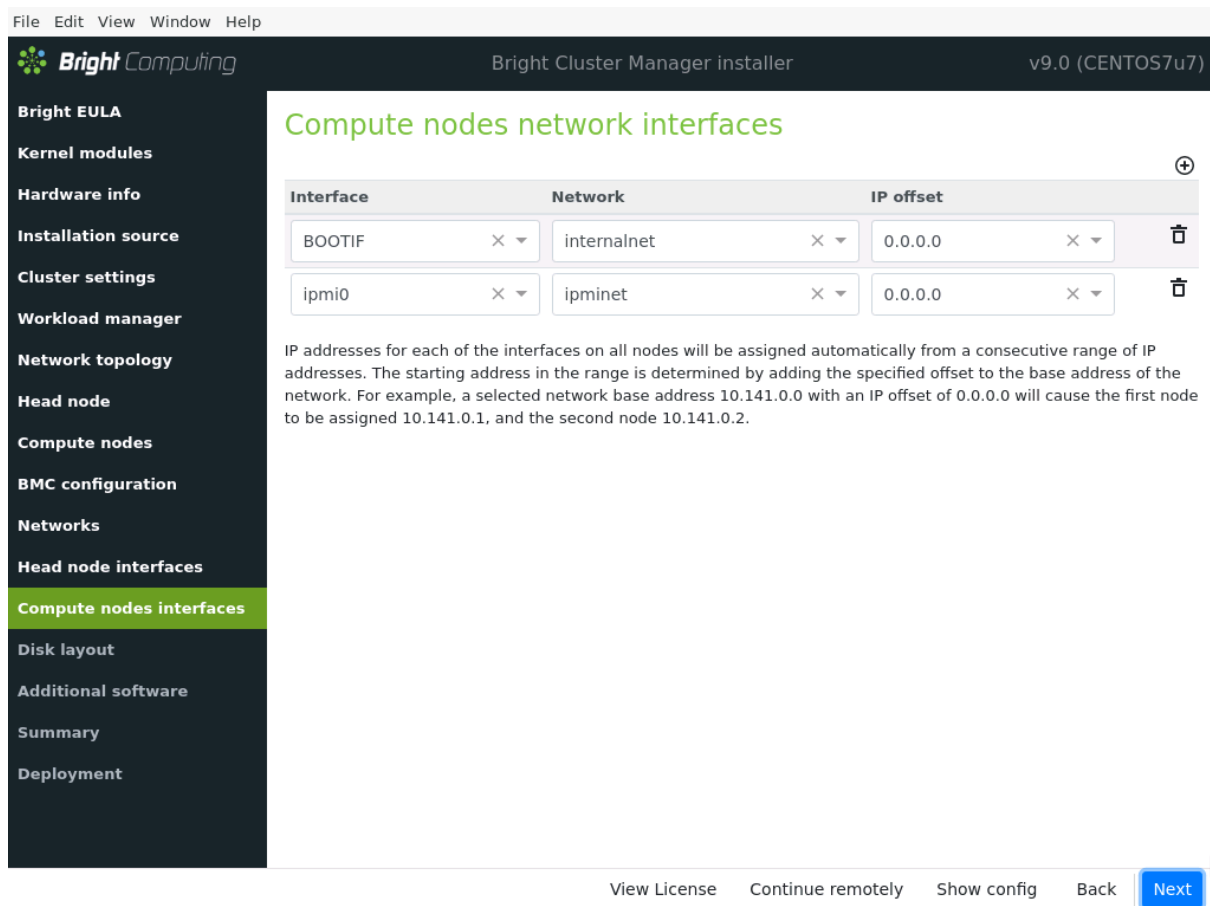 File Edit View Window Help
Bright Computing
Bright Cluster Manager installer
v9.0 (CENTOS7u7)
Bright EULA
Kernel modules
Hardware info
Installation source
Cluster settings
Workload manager
Network topology
Head node
Compute nodes
BMC configuration
Networks
Head node interfaces
Compute nodes interfaces
Disk layout
Additional software
Summary
Deployment
Compute nodes network interfaces
Interface Network IP offset
BOOTIF internalnet 0.0.0.0
ipmi0 ipminet 0.0.0.0
IP addresses for each of the interfaces on all nodes will be assigned automatically from a consecutive range of IP
addresses. The starting address in the range is determined by adding the specified offset to the base address of the
network. For example, a selected network base address 10.141.0.0 with an IP offset of 0.0.0.0 will cause the first node
to be assigned 10.141.0.1, and the second node 10.141.0.2.
View License Continue remotely Show config Back Next